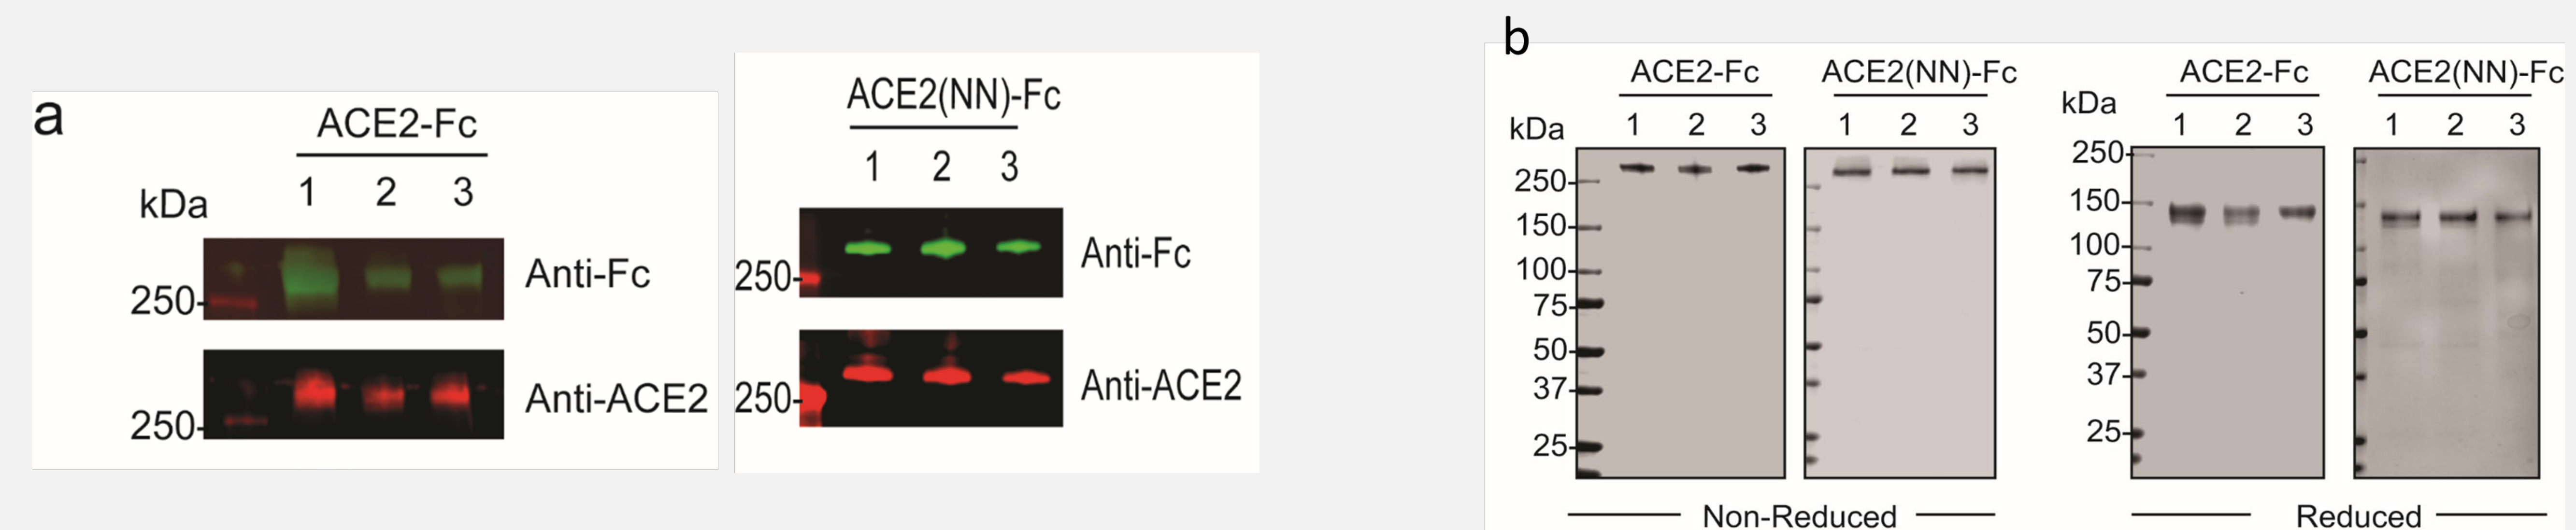 a
ACE2-Fc
1 2 3
kDa
250-
Anti-Fc
250-
Anti-ACE2
ACE2(NN)-Fc
1 2 3
250-
Anti-Fc
250-
Anti-ACE2
b
ACE2-Fc ACE2(NN)-Fc
kDa 1 2 3 1 2 3
250-
150-
100-
75-
50-
37-
25-
Non-Reduced
ACE2-Fc ACE2(NN)-Fc
kDa 1 2 3 1 2 3
250-
150-
100-
75-
50-
37-
25-
Reduced